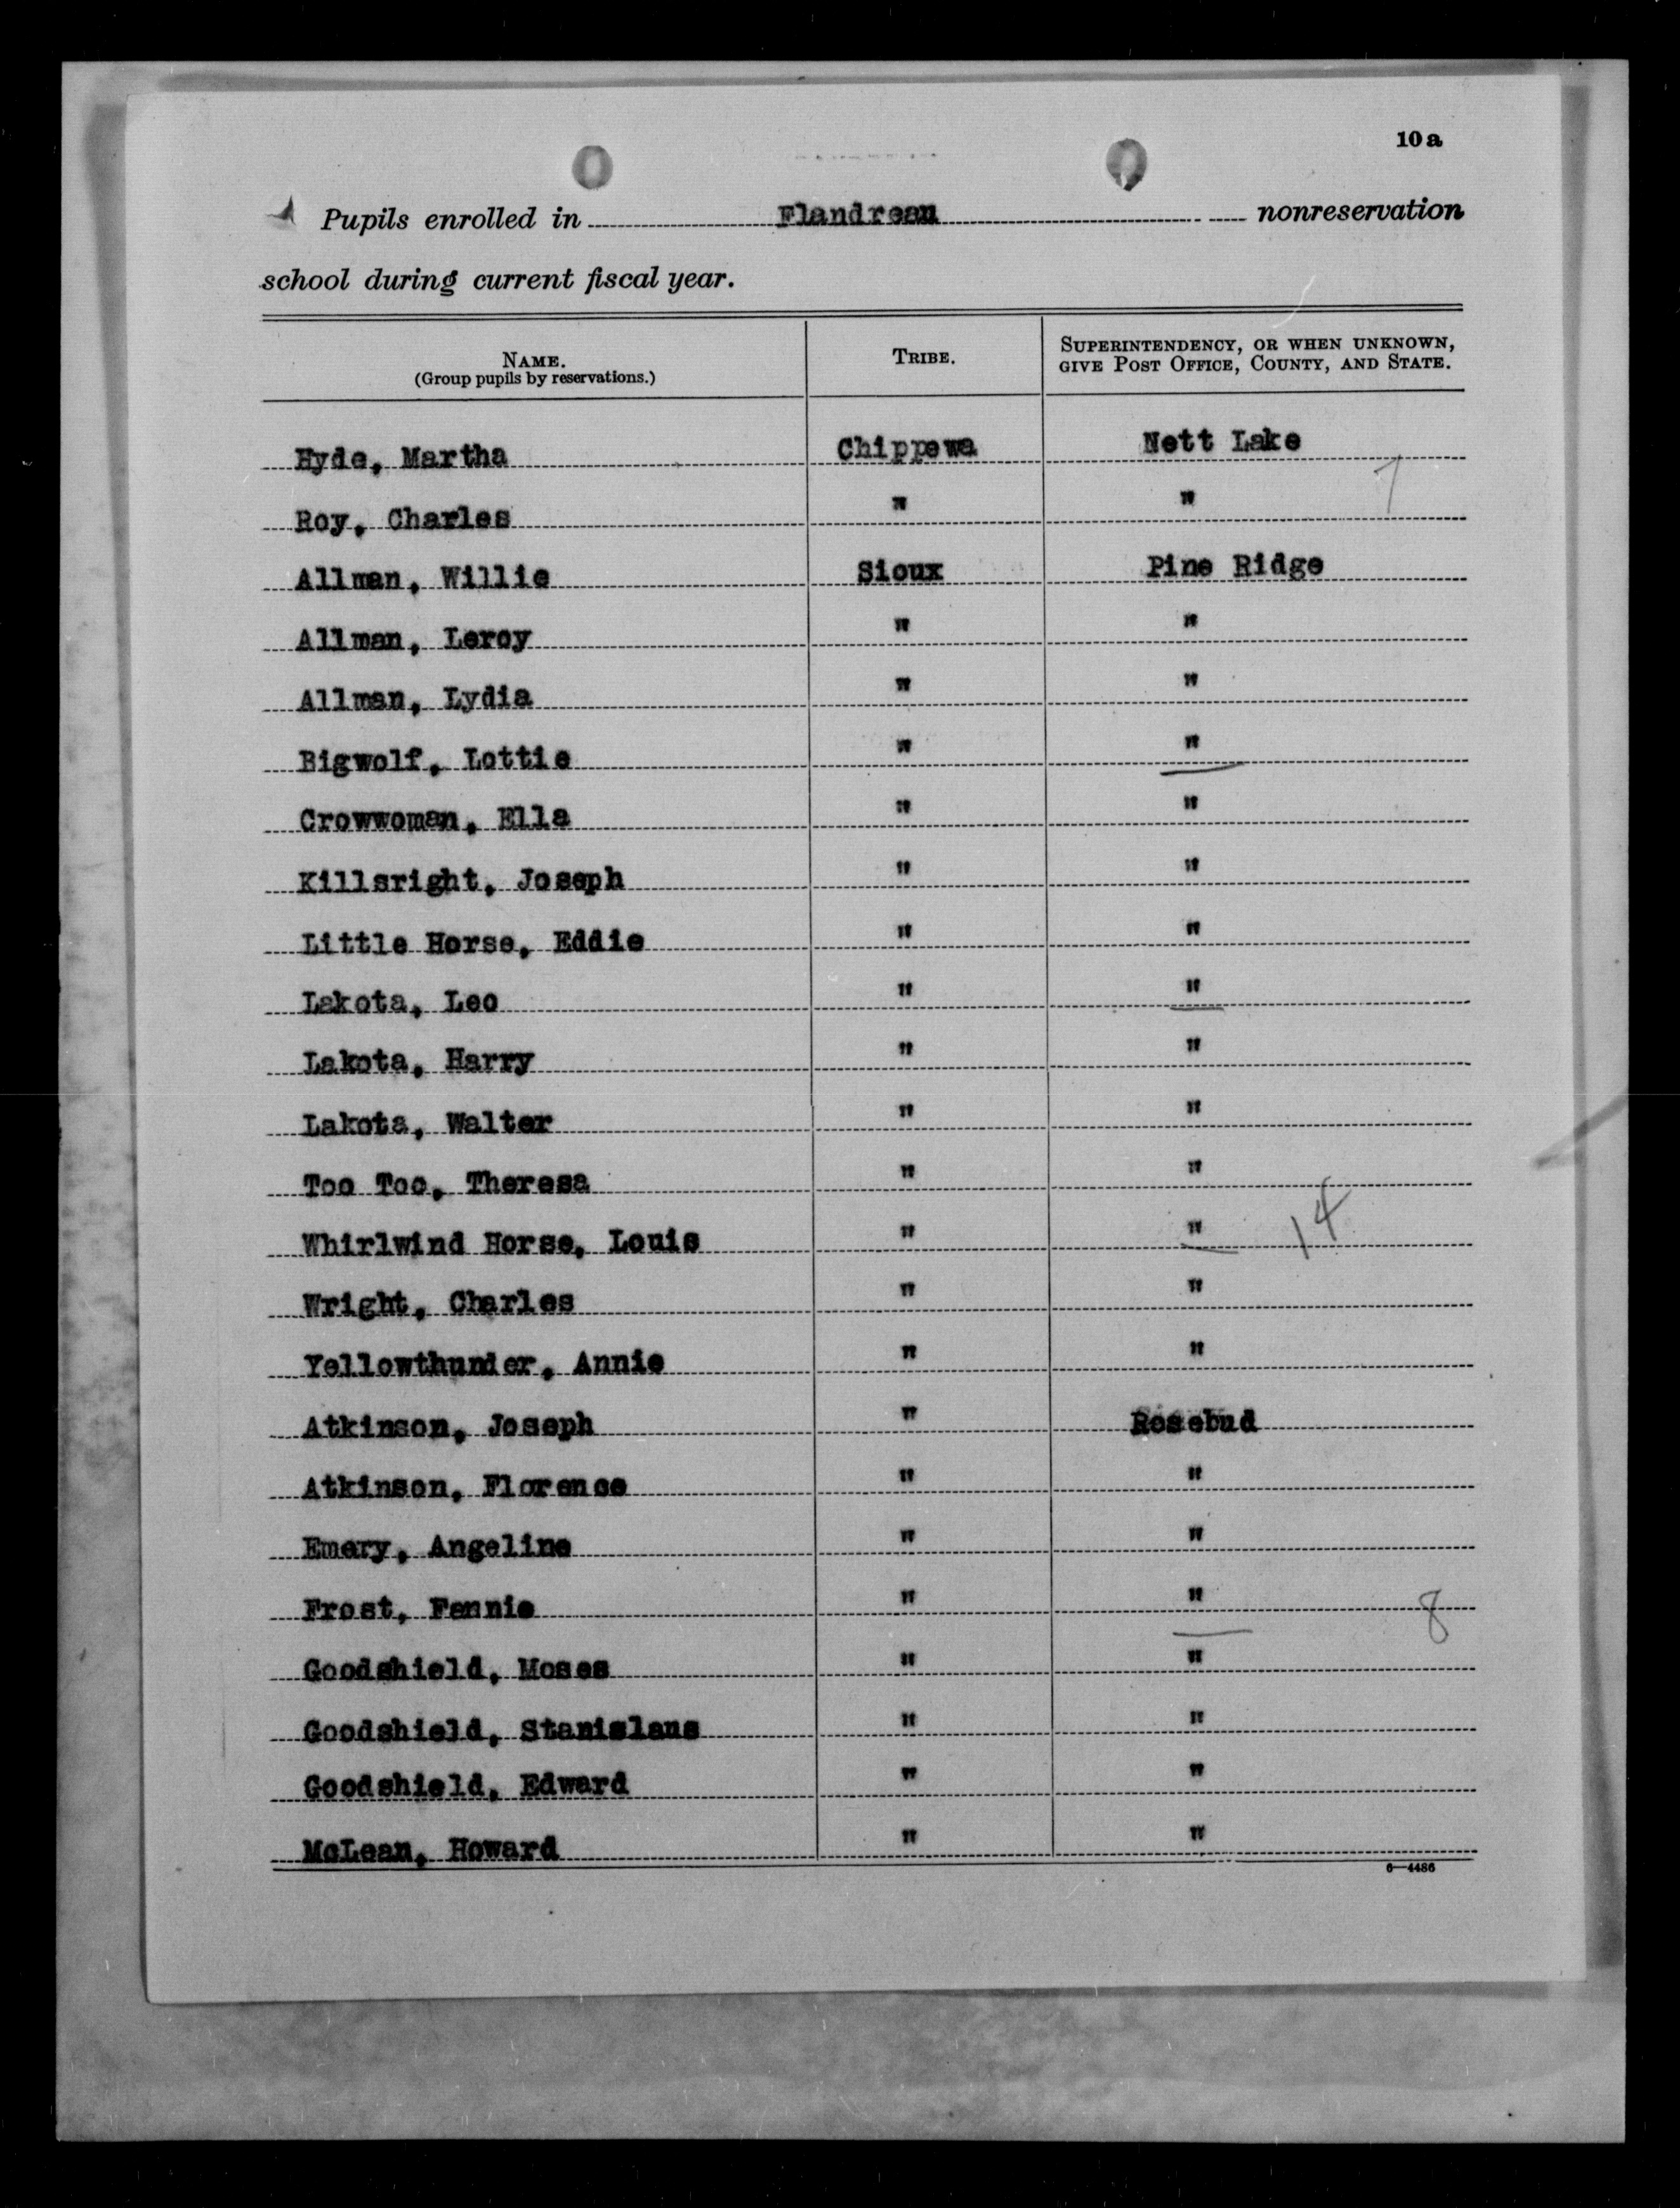 10a
Pupils enrolled in Flandreau nonreservation
school during current fiscal year.
NAME. TRIBE. SUPERINTENDENCY, OR WHEN UNKNOWN,
(Group pupils by reservations.) GIVE POST OFFICE, COUNTY, AND STATE.
Hyde, Martha Chippewa Nett Lake
7
Roy, Charles " "
Allman, Willie Sioux Pine Ridge
Allman, Leroy " "
Allman, Lydia " "
Bigwolf, Lottie " "
Crowwoman, Ella " "
Killsright, Joseph " "
Little Horse, Eddie " "
Lakota, Leo " "
Lakota, Harry " "
Lakota, Walter " "
Too Too, Theresa " "
Whirlwind Horse, Louis " " 14
Wright, Charles " "
Yellowthunder, Annie " "
Atkinson, Joseph " Rosebud
Atkinson, Florence " "
Emery, Angeline " "
Frost, Fannie " " 8
Goodshield, Moses " "
Goodshield, Stanislaus " "
Goodshield, Edward " "
McLean, Howard " "
6—4486